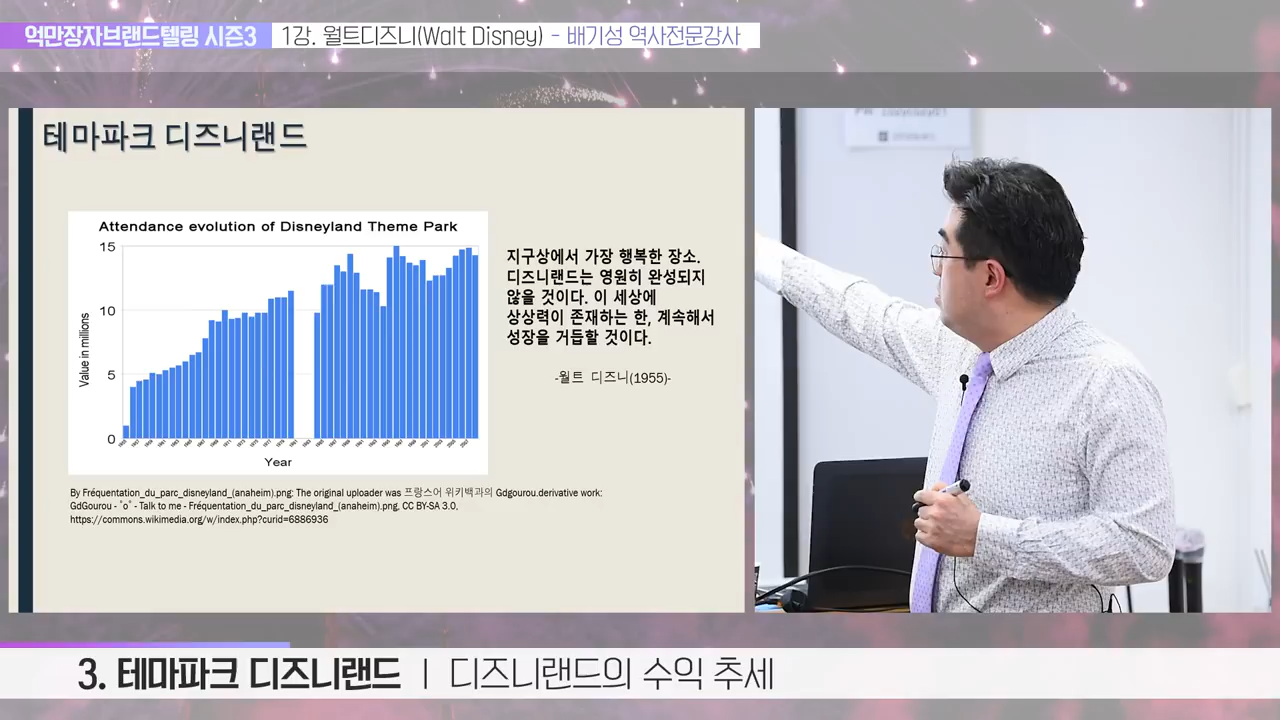 억만장자브랜드텔링 시즌3
1강. 월트디즈니(Walt Disney) - 배기성 역사전문강사
테마파크 디즈니랜드
Attendance evolution of Disneyland Theme Park
Value in millions
15
10
5
0
Year
지구상에서 가장 행복한 장소.
디즈니랜드는 영원히 완성되지
않을 것이다. 이 세상에
상상력이 존재하는 한, 계속해서
성장을 거듭할 것이다.
-월트 디즈니(1955)-
By Fréquentation_du_parc_disneyland_(anaheim).png: The original uploader was 프랑스어 위키백과의 Gdgourou.derivative work:
GdGourou - °o° - Talk to me - Fréquentation_du_parc_disneyland_(anaheim).png, CC BY-SA 3.0,
https://commons.wikimedia.org/w/index.php?curid=6886936
3. 테마파크 디즈니랜드 | 디즈니랜드의 수익 추세